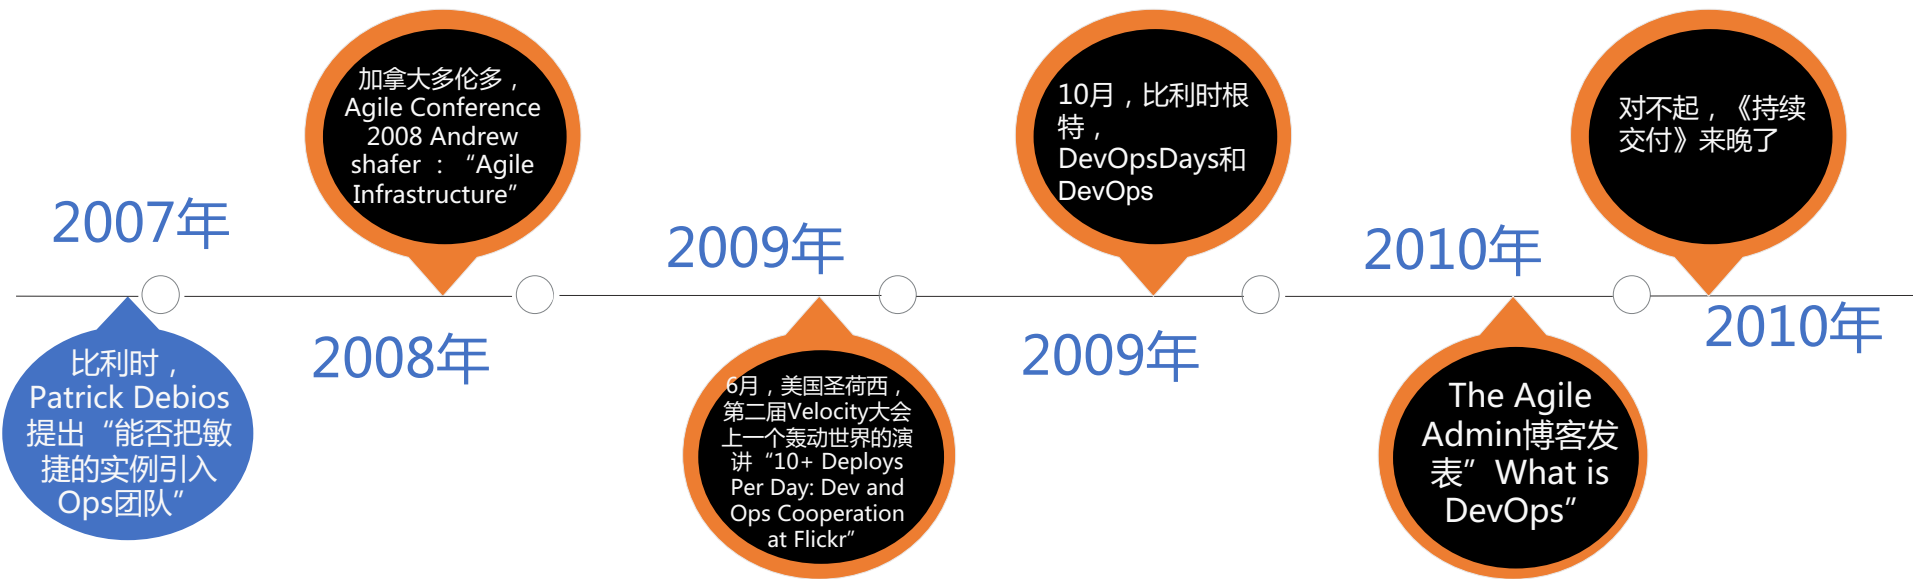 2007年
比利时，
Patrick Debios
提出“能否把敏
捷的实例引入
Ops团队”
加拿大多伦多，
Agile Conference
2008 Andrew
shafer ：“Agile
Infrastructure”
2008年
2009年
6月，美国圣荷西，
第二届Velocity大会
上一个轰动世界的演
讲“10+ Deploys
Per Day: Dev and
Ops Cooperation
at Flickr”
10月，比利时根
特，
DevOpsDays和
DevOps
2009年
2010年
The Agile
Admin博客发
表”What is
DevOps”
对不起，《持续
交付》来晚了
2010年